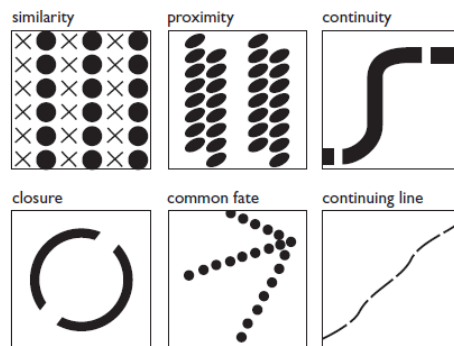 similarity
proximity
continuity
closure
common fate
continuing line